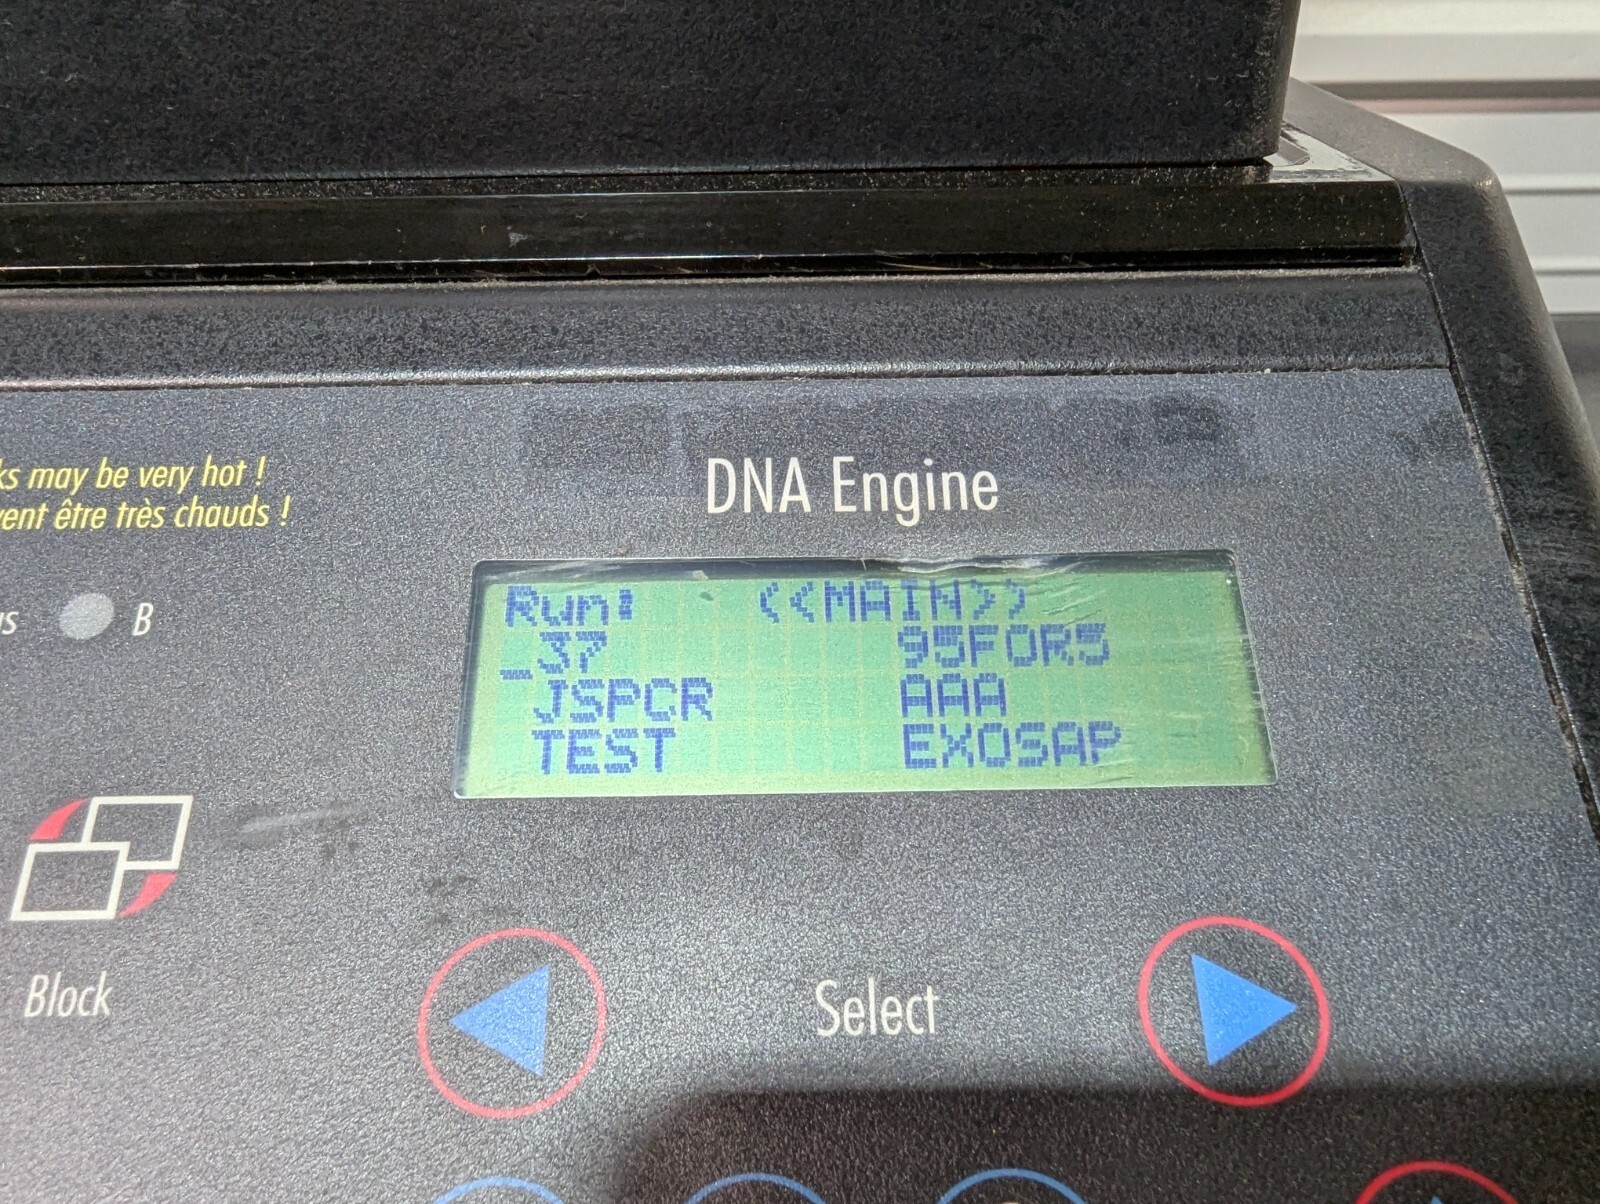 ks may be very hot !
vent être très chauds !
DNA Engine
us B
Run: <<MAIN>>
_37 95FOR5
JSPCR AAA
TEST EXOSAP
Block
Select